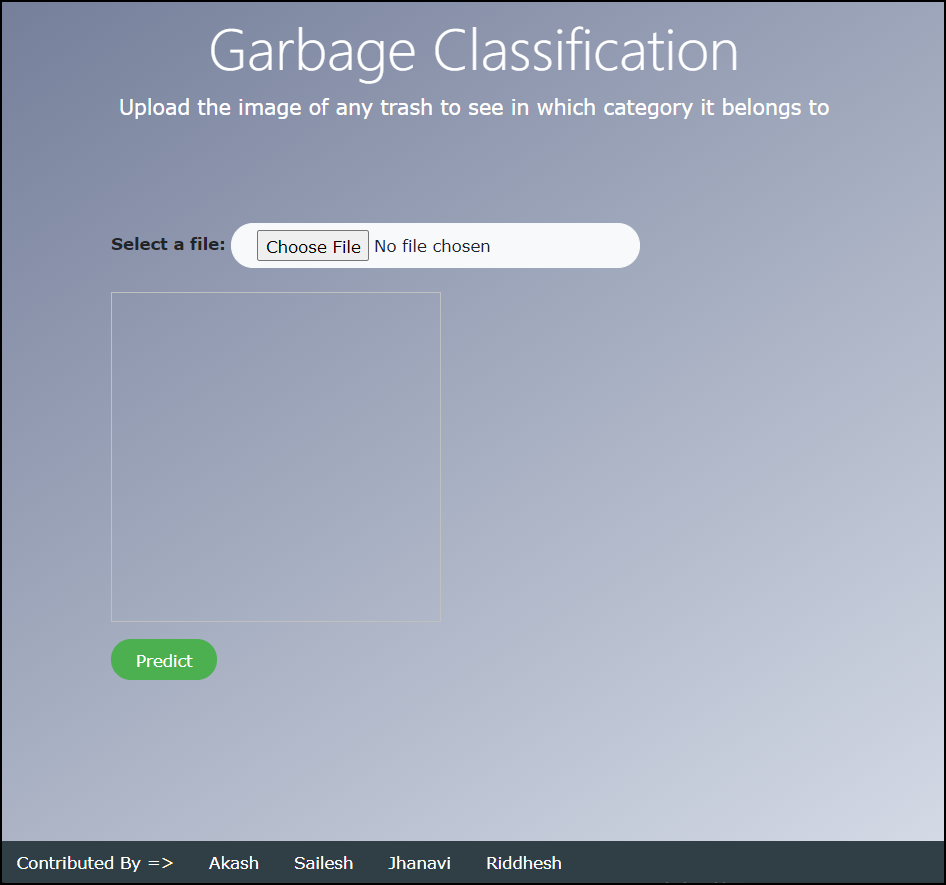 Garbage Classification
Upload the image of any trash to see in which category it belongs to
Select a file: Choose File No file chosen
Predict
Contributed By => Akash Sailesh Jhanavi Riddhesh